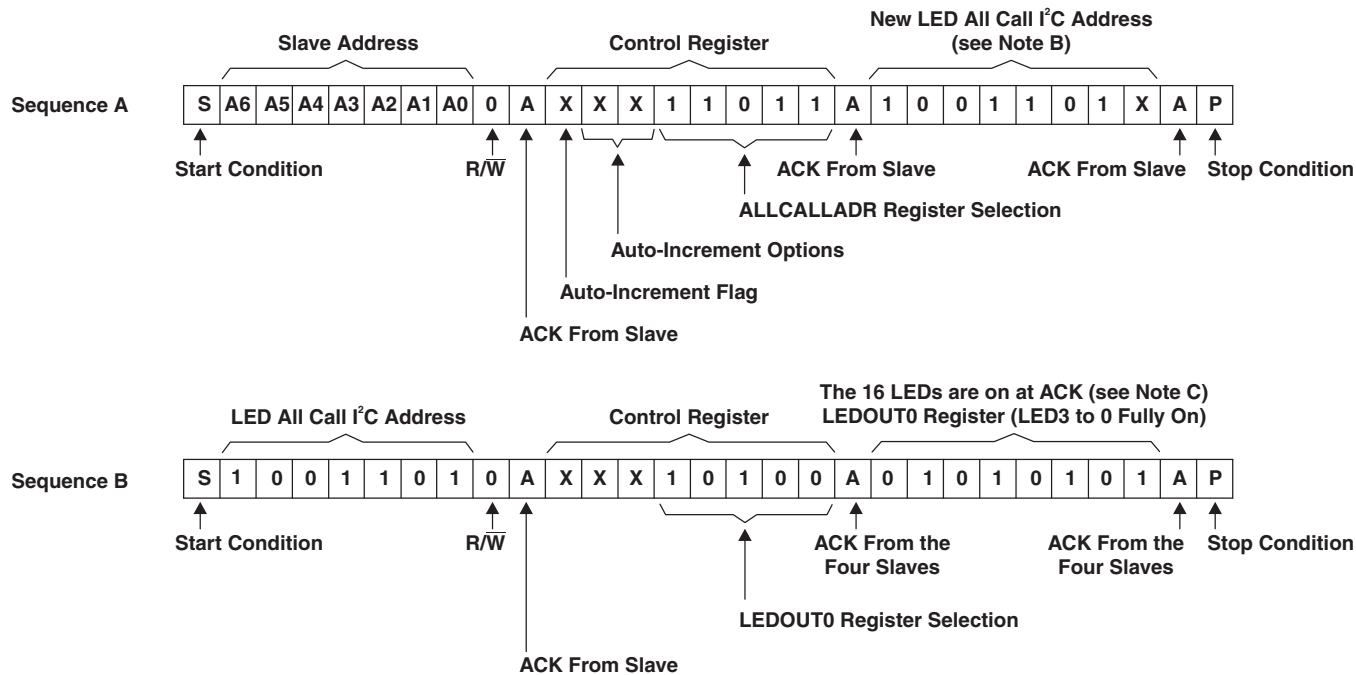 New LED All Call I²C Address
(see Note B)
Slave Address
Control Register
Sequence A
S A6 A5 A4 A3 A2 A1 A0 0 A X X X 1 1 0 1 1 A 1 0 0 1 1 0 1 X A P
Start Condition
R/W̅
ACK From Slave
ACK From Slave
Stop Condition
ALLCALLADR Register Selection
Auto-Increment Options
Auto-Increment Flag
ACK From Slave
The 16 LEDs are on at ACK (see Note C)
LEDOUT0 Register (LED3 to 0 Fully On)
LED All Call I²C Address
Control Register
Sequence B
S 1 0 0 1 1 0 1 0 A X X X 1 0 1 0 0 A 0 1 0 1 0 1 0 1 A P
Start Condition
R/W̅
ACK From the
Four Slaves
ACK From the
Four Slaves
Stop Condition
LEDOUT0 Register Selection
ACK From Slave